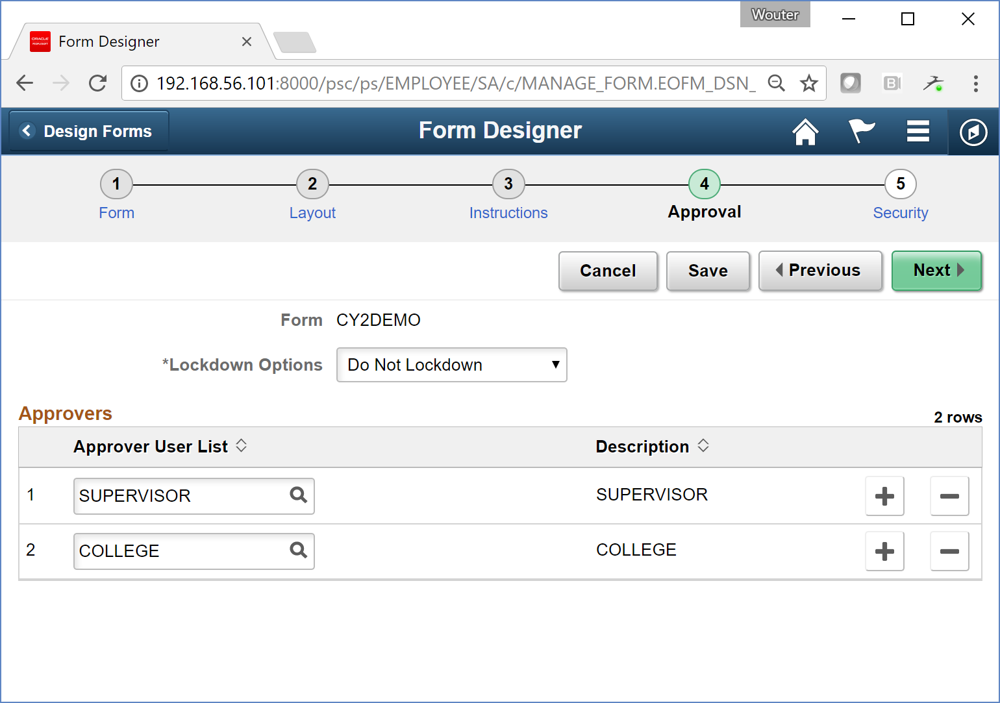 Wouter
ORACLE
PEOPLESOFT
Form Designer
192.168.56.101:8000/psc/ps/EMPLOYEE/SA/c/MANAGE_FORM.EOFM_DSN_
B
Design Forms
Form Designer
1 2 3 4 5
Form Layout Instructions Approval Security
Cancel Save Previous Next
Form CY2DEMO
*Lockdown Options Do Not Lockdown
Approvers
2 rows
Approver User List Description
1 SUPERVISOR SUPERVISOR
2 COLLEGE COLLEGE